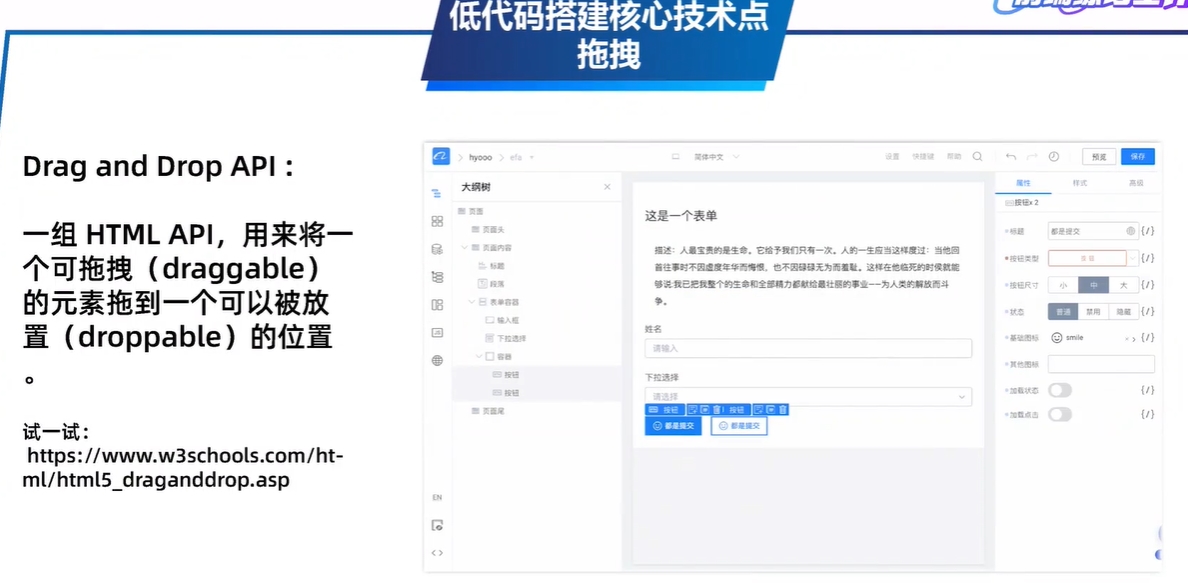 低代码搭建核心技术点
拖拽
Drag and Drop API :
一组 HTML API，用来将一
个可拖拽（draggable）
的元素拖到一个可以被放
置（droppable）的位置
。
试一试：
https://www.w3schools.com/ht-
ml/html5_draganddrop.asp
hyooo
efa
简体中文
设置
快捷键
帮助
预览
保存
大纲树
页面
页面头
页面内容
标题
段落
表单容器
输入框
下拉选择
容器
按钮
按钮
页面尾
EN
这是一个表单
描述：人最宝贵的是生命。它给予我们只有一次。人的一生应当这样度过：当他回
首往事时不因虚度年华而悔恨，也不因碌碌无为而羞耻。这样在他临死的时侯就能
够说:我已把我整个的生命和全部精力都献给最壮丽的事业——为人类的解放而斗
争。
姓名
请输入
下拉选择
请选择
按钮
按钮
都是提交
都是提交
属性
样式
高级
按钮x 2
标题
都是提交
{/}
按钮类型
{/}
按钮尺寸
小
中
大
{/}
状态
普通
禁用
隐藏
{/}
基础图标
smile
{/}
其他图标
加载状态
{/}
加载点击
{/}